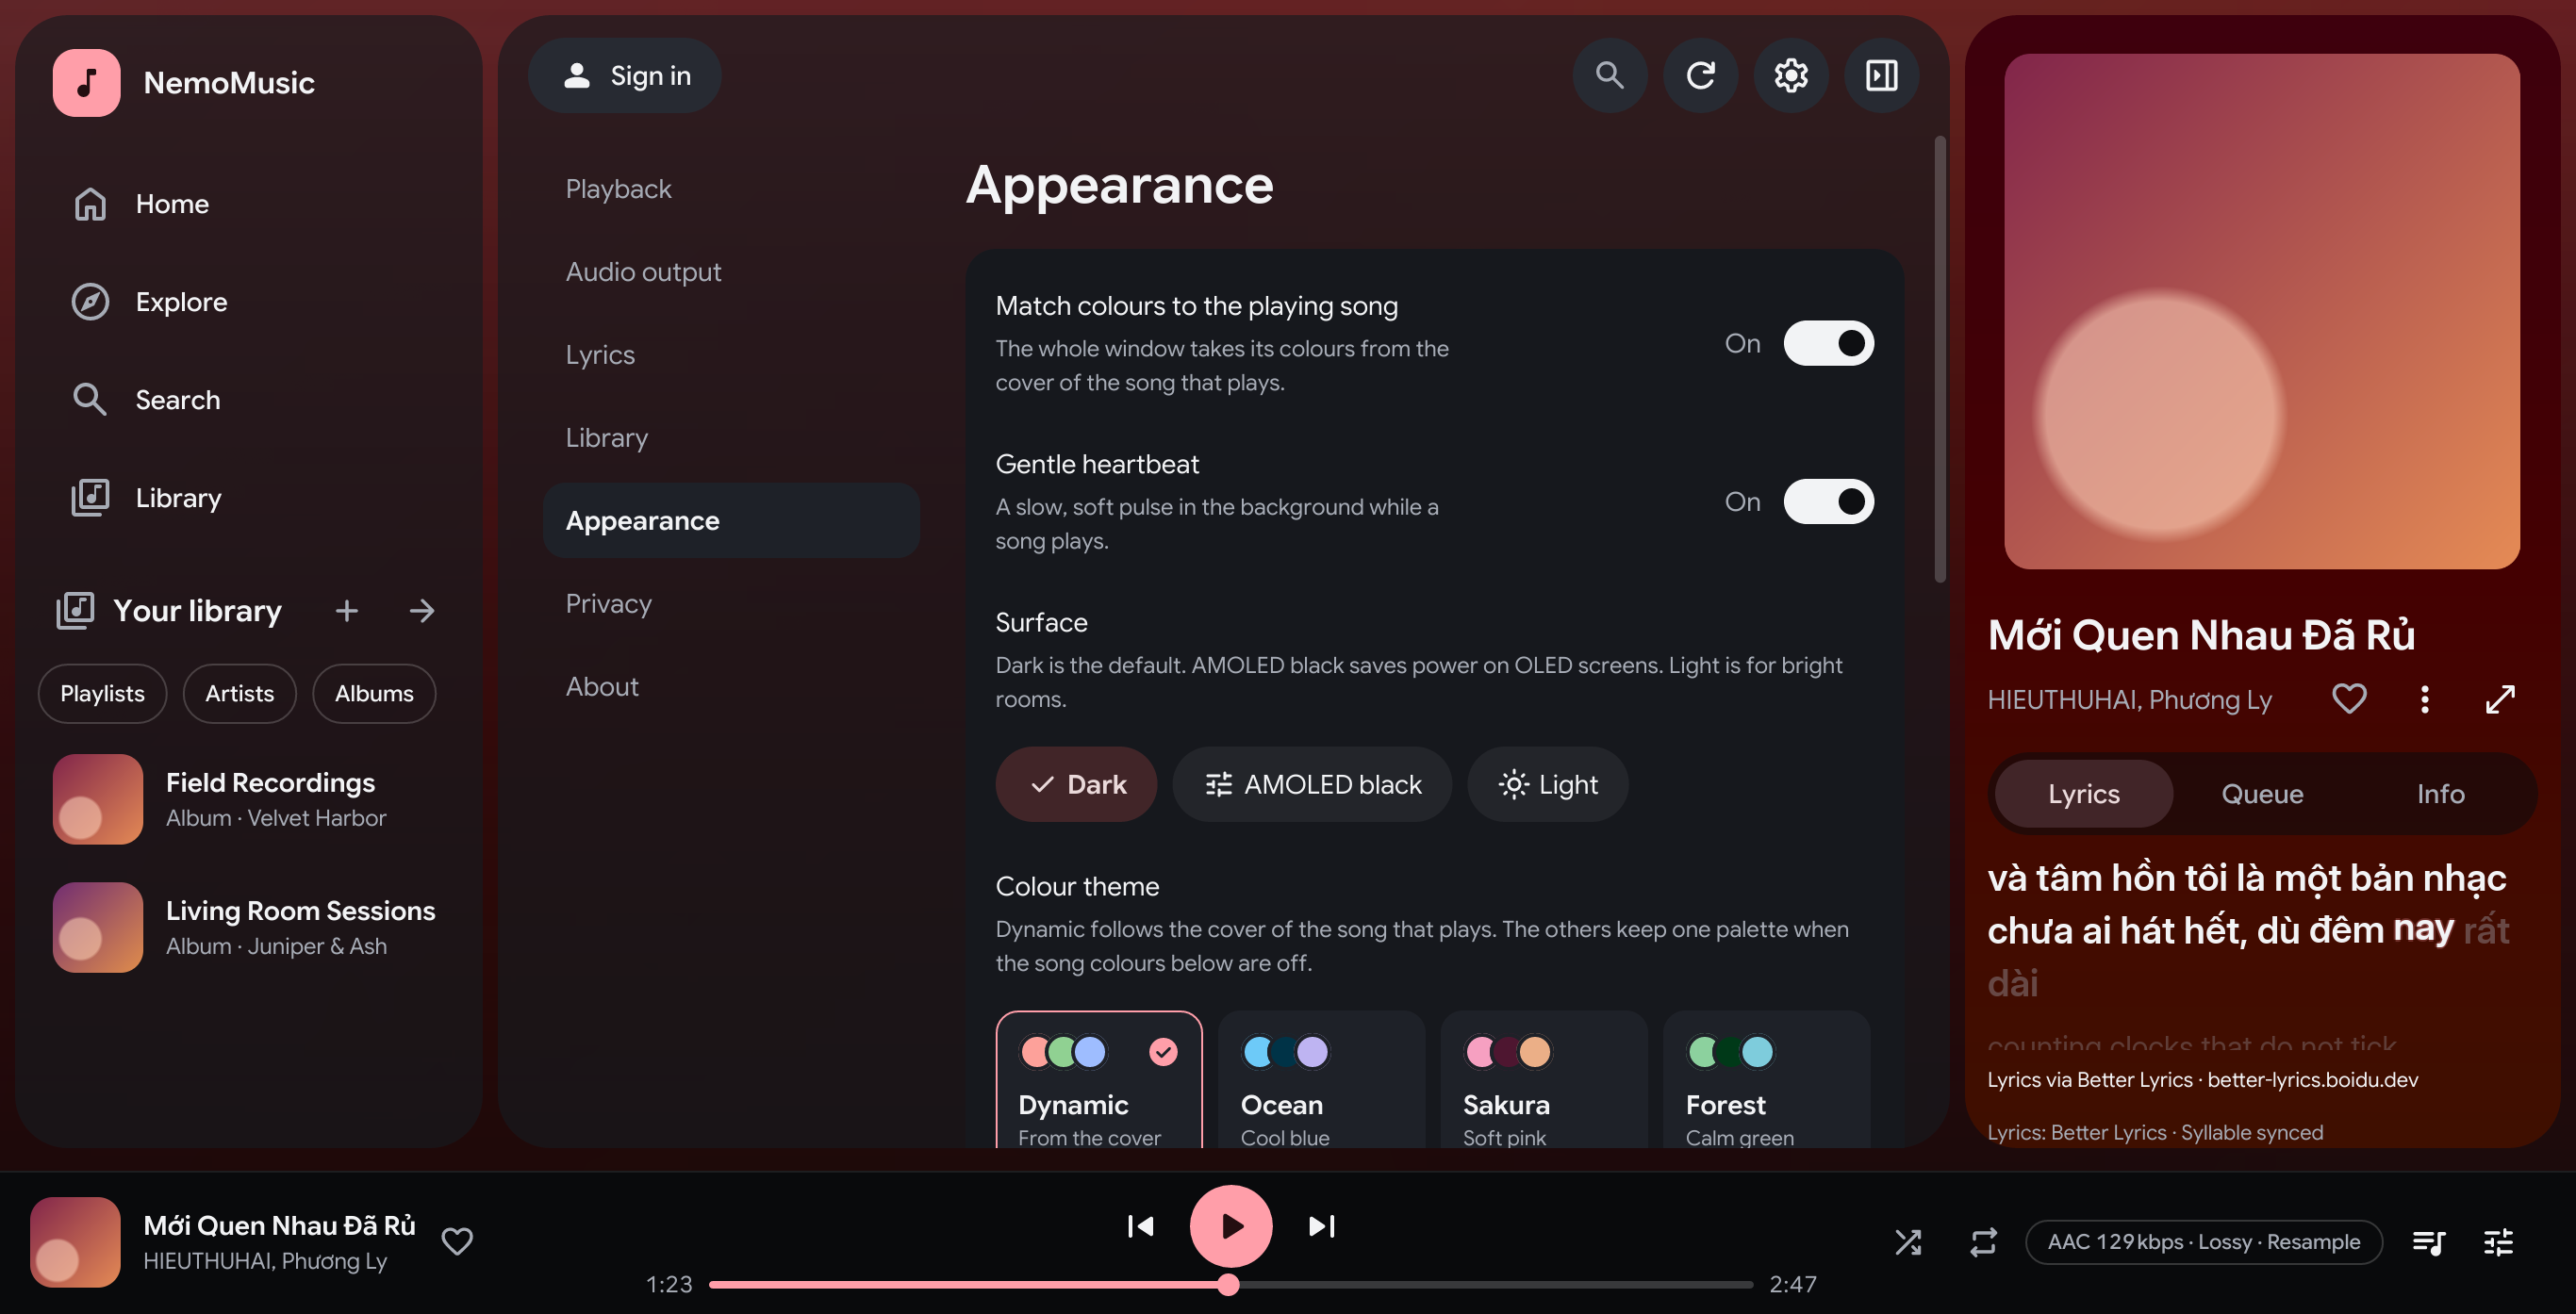 NemoMusic
Home
Explore
Search
Library
Your library
Playlists
Artists
Albums
Field Recordings
Album · Velvet Harbor
Living Room Sessions
Album · Juniper & Ash
Sign in
Playback
Audio output
Lyrics
Library
Appearance
Privacy
About
Appearance
Match colours to the playing song
The whole window takes its colours from the
cover of the song that plays.
On
Gentle heartbeat
A slow, soft pulse in the background while a
song plays.
On
Surface
Dark is the default. AMOLED black saves power on OLED screens. Light is for bright
rooms.
Dark
AMOLED black
Light
Colour theme
Dynamic follows the cover of the song that plays. The others keep one palette when
the song colours below are off.
Dynamic
From the cover
Ocean
Cool blue
Sakura
Soft pink
Forest
Calm green
Mới Quen Nhau Đã Rủ
HIEUTHUHAI, Phương Ly
Lyrics
Queue
Info
và tâm hồn tôi là một bản nhạc
chưa ai hát hết, dù đêm nay rất
dài
counting clocks that do not tick
Lyrics via Better Lyrics · better-lyrics.boidu.dev
Lyrics: Better Lyrics · Syllable synced
Mới Quen Nhau Đã Rủ
HIEUTHUHAI, Phương Ly
1:23
2:47
AAC 129 kbps · Lossy · Resample